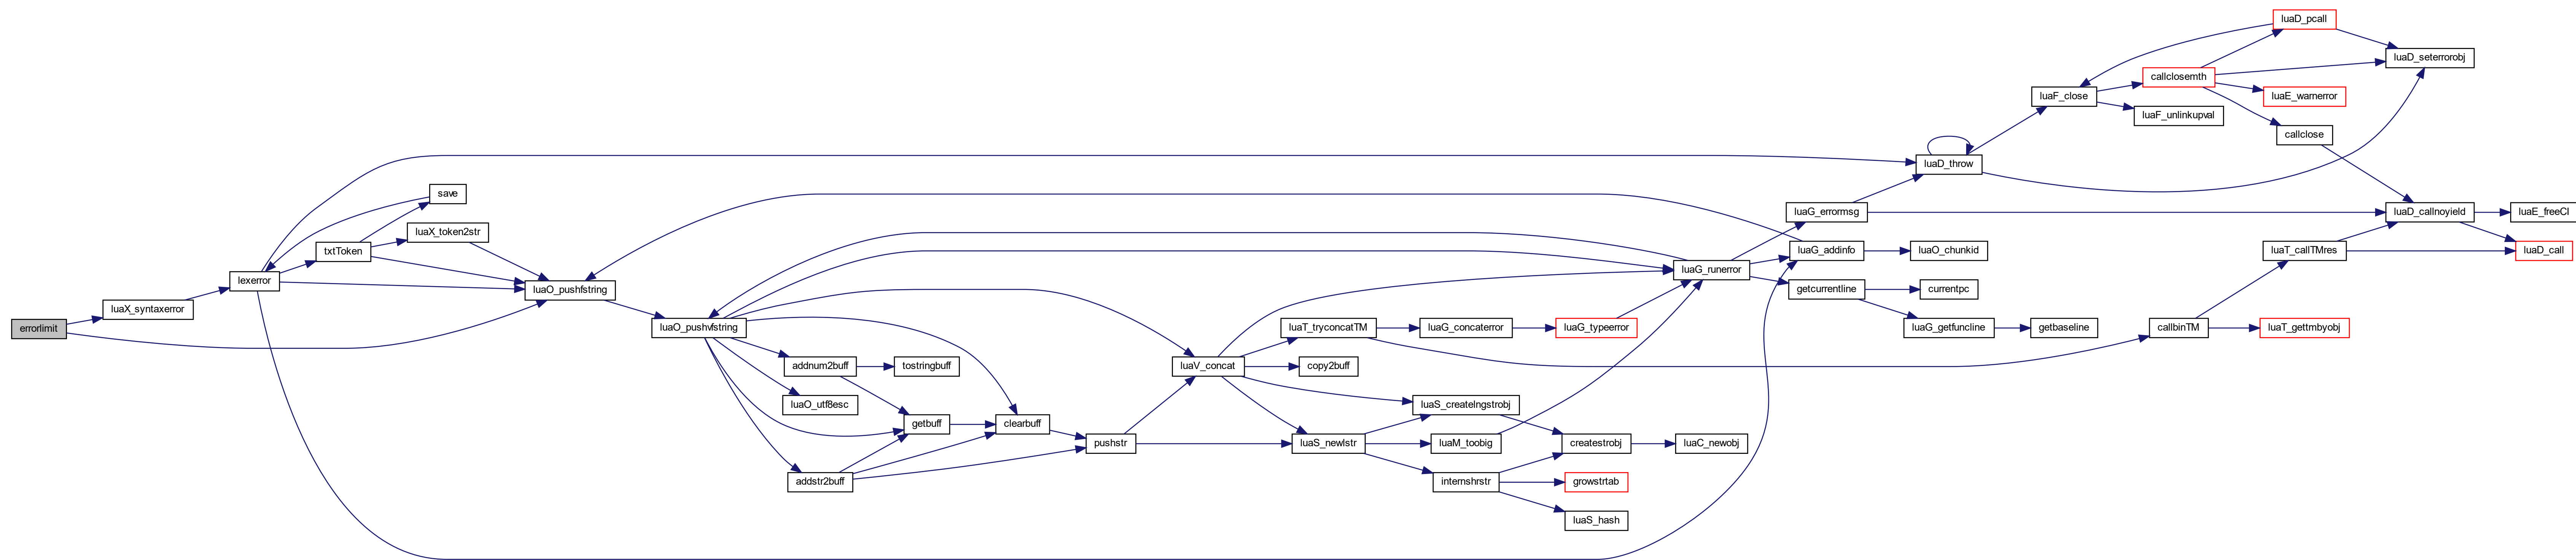 errorlimit
luaX_syntaxerror
lexerror
txtToken
save
luaX_token2str
luaO_pushfstring
luaO_pushvfstring
addnum2buff
tostringbuff
luaO_utf8esc
getbuff
clearbuff
addstr2buff
pushstr
luaV_concat
luaT_tryconcatTM
luaG_concaterror
luaG_typeerror
copy2buff
luaS_createlngstrobj
luaS_newlstr
luaM_toobig
internshrstr
createstrobj
luaC_newobj
growstrtab
luaS_hash
luaG_runerror
luaG_errormsg
luaG_addinfo
luaO_chunkid
getcurrentline
currentpc
luaG_getfuncline
getbaseline
luaD_throw
luaF_close
callclosemth
luaF_unlinkupval
luaD_pcall
luaD_seterrorobj
luaE_warnerror
callclose
luaD_callnoyield
luaE_freeCI
luaD_call
luaT_callTMres
callbinTM
luaT_gettmbyobj